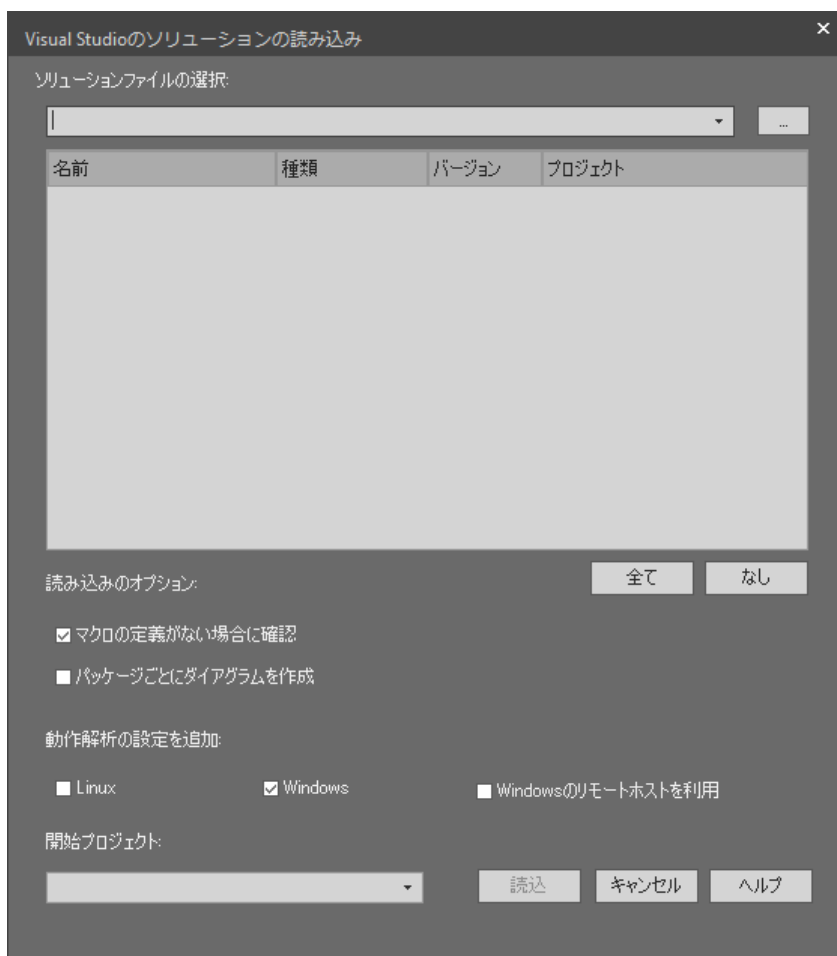 Visual Studioのソリューションの読み込み
ソリューションファイルの選択:
...
名前 種類 バージョン プロジェクト
読み込みのオプション:
全て なし
マクロの定義がない場合に確認
パッケージごとにダイアグラムを作成
動作解析の設定を追加:
Linux Windows Windowsのリモートホストを利用
開始プロジェクト:
読込 キャンセル ヘルプ